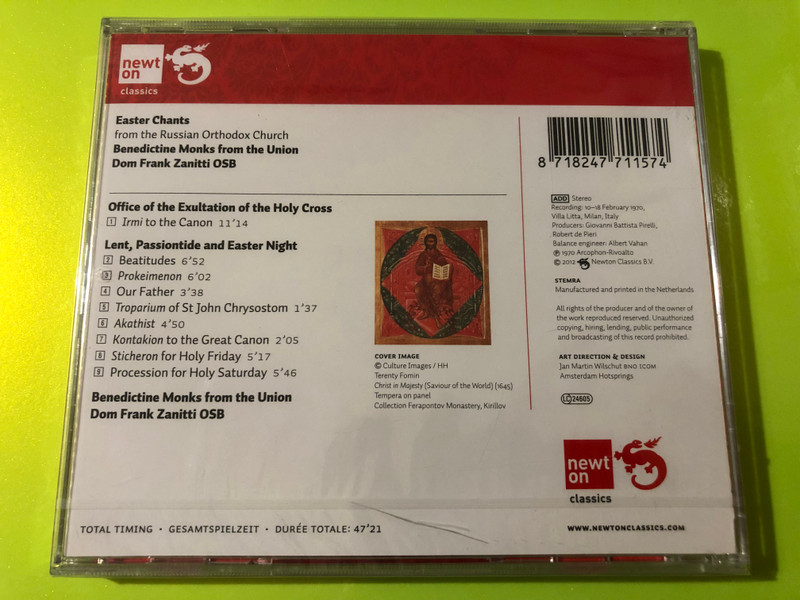 newt
on
classics
Easter Chants
from the Russian Orthodox Church
Benedictine Monks from the Union
Dom Frank Zanitti OSB
Office of the Exultation of the Holy Cross
1 Irmi to the Canon 11’14
Lent, Passiontide and Easter Night
2 Beatitudes 6’52
3 Prokeimenon 6’02
4 Our Father 3’38
5 Troparium of St John Chrysostom 1’37
6 Akathist 4’50
7 Kontakion to the Great Canon 2’05
8 Sticheron for Holy Friday 5’17
9 Procession for Holy Saturday 5’46
Benedictine Monks from the Union
Dom Frank Zanitti OSB
COVER IMAGE
© Culture Images / HH
Terenty Fomin
Christ in Majesty (Saviour of the World) (1645)
Tempera on panel
Collection Ferapontov Monastery, Kirillov
8 718247 711574
ADD Stereo
Recording: 10–18 February 1970,
Villa Litta, Milan, Italy
Producers: Giovanni Battista Pirelli,
Robert de Pieri
Balance engineer: Albert Vahan
℗ 1970 Arcophon-Rivoalto
© 2012 Newton Classics B.V.
STEMRA
Manufactured and printed in the Netherlands
All rights of the producer and of the owner of
the work reproduced reserved. Unauthorized
copying, hiring, lending, public performance
and broadcasting of this record prohibited.
ART DIRECTION & DESIGN
Jan Martin Wilschut BNO ICOM
Amsterdam Hotsprings
LC 24605
newt
on
classics
TOTAL TIMING · GESAMTSPIELZEIT · DURÉE TOTALE: 47’21
WWW.NEWTONCLASSICS.COM